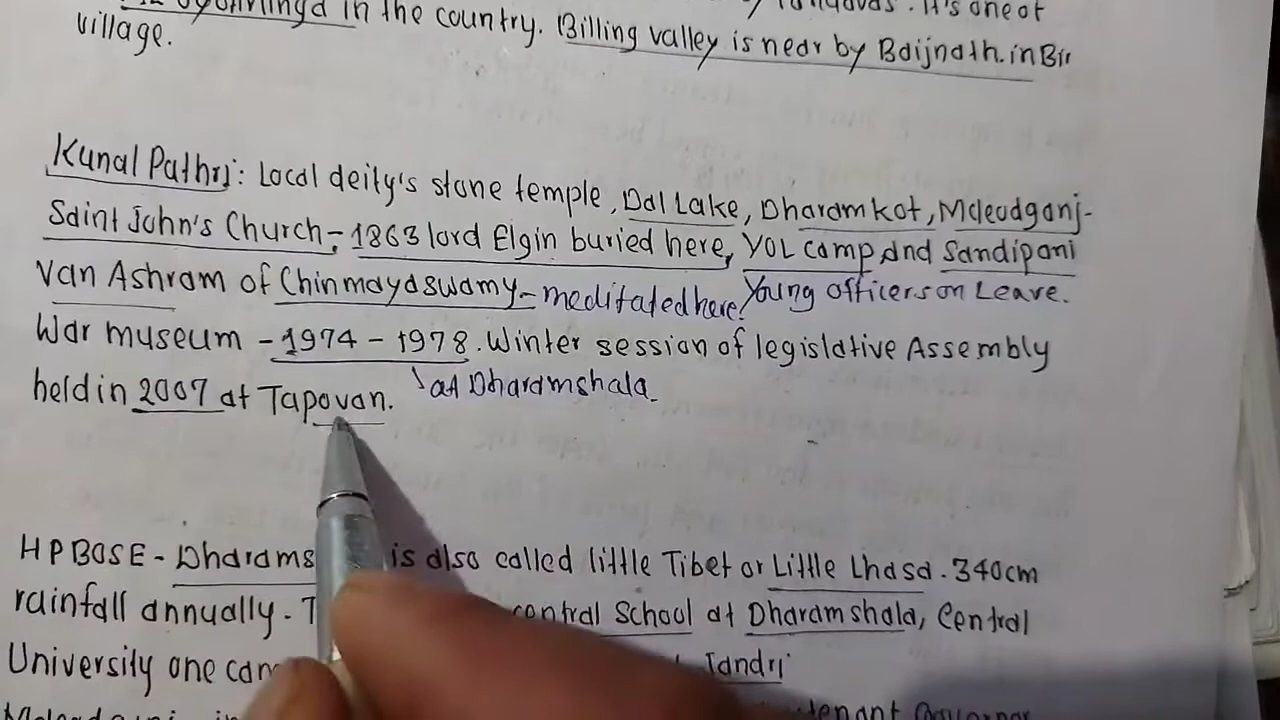 in the country. Billing valley is near by Baijnath. in Bir
village.
Kunal Pathri: Local deity's stone temple, Dal Lake, Dharamkot, Mcleodganj-
Saint John's Church- 1863 lord Elgin buried here, YOL camp and Sandipani
Van Ashram of Chinmayaswamy- meditated here. Young officers on Leave.
War museum - 1974 - 1978. Winter session of legislative Assembly
held in 2007 at Tapovan. at Dharamshala.
HPBOSE - Dharams is also called little Tibet or Little Lhasa. 340cm
rainfall annually. T central School at Dharamshala, Central
University one cam